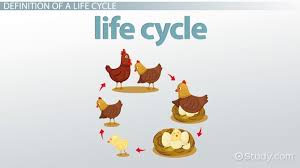 DEFINITION OF A LIFE CYCLE
life cycle
Study.com